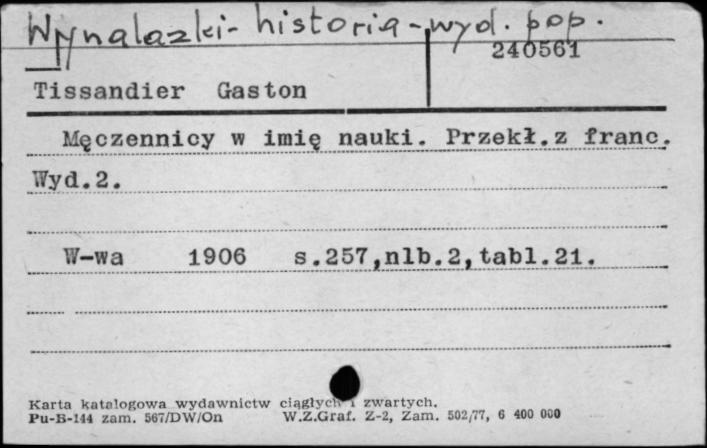 Wynalazki - historia - wyd. pop.
240561
Tissandier Gaston
Męczennicy w imię nauki. Przekł.z franc.
Wyd.2.
W-wa 1906 s.257,nlb.2,tabl.21.
Karta katalogowa wydawnictw ciągłych i zwartych.
Pu-B-144 zam. 567/DW/On W.Z.Graf. Z-2, Zam. 502/77, 6 400 000